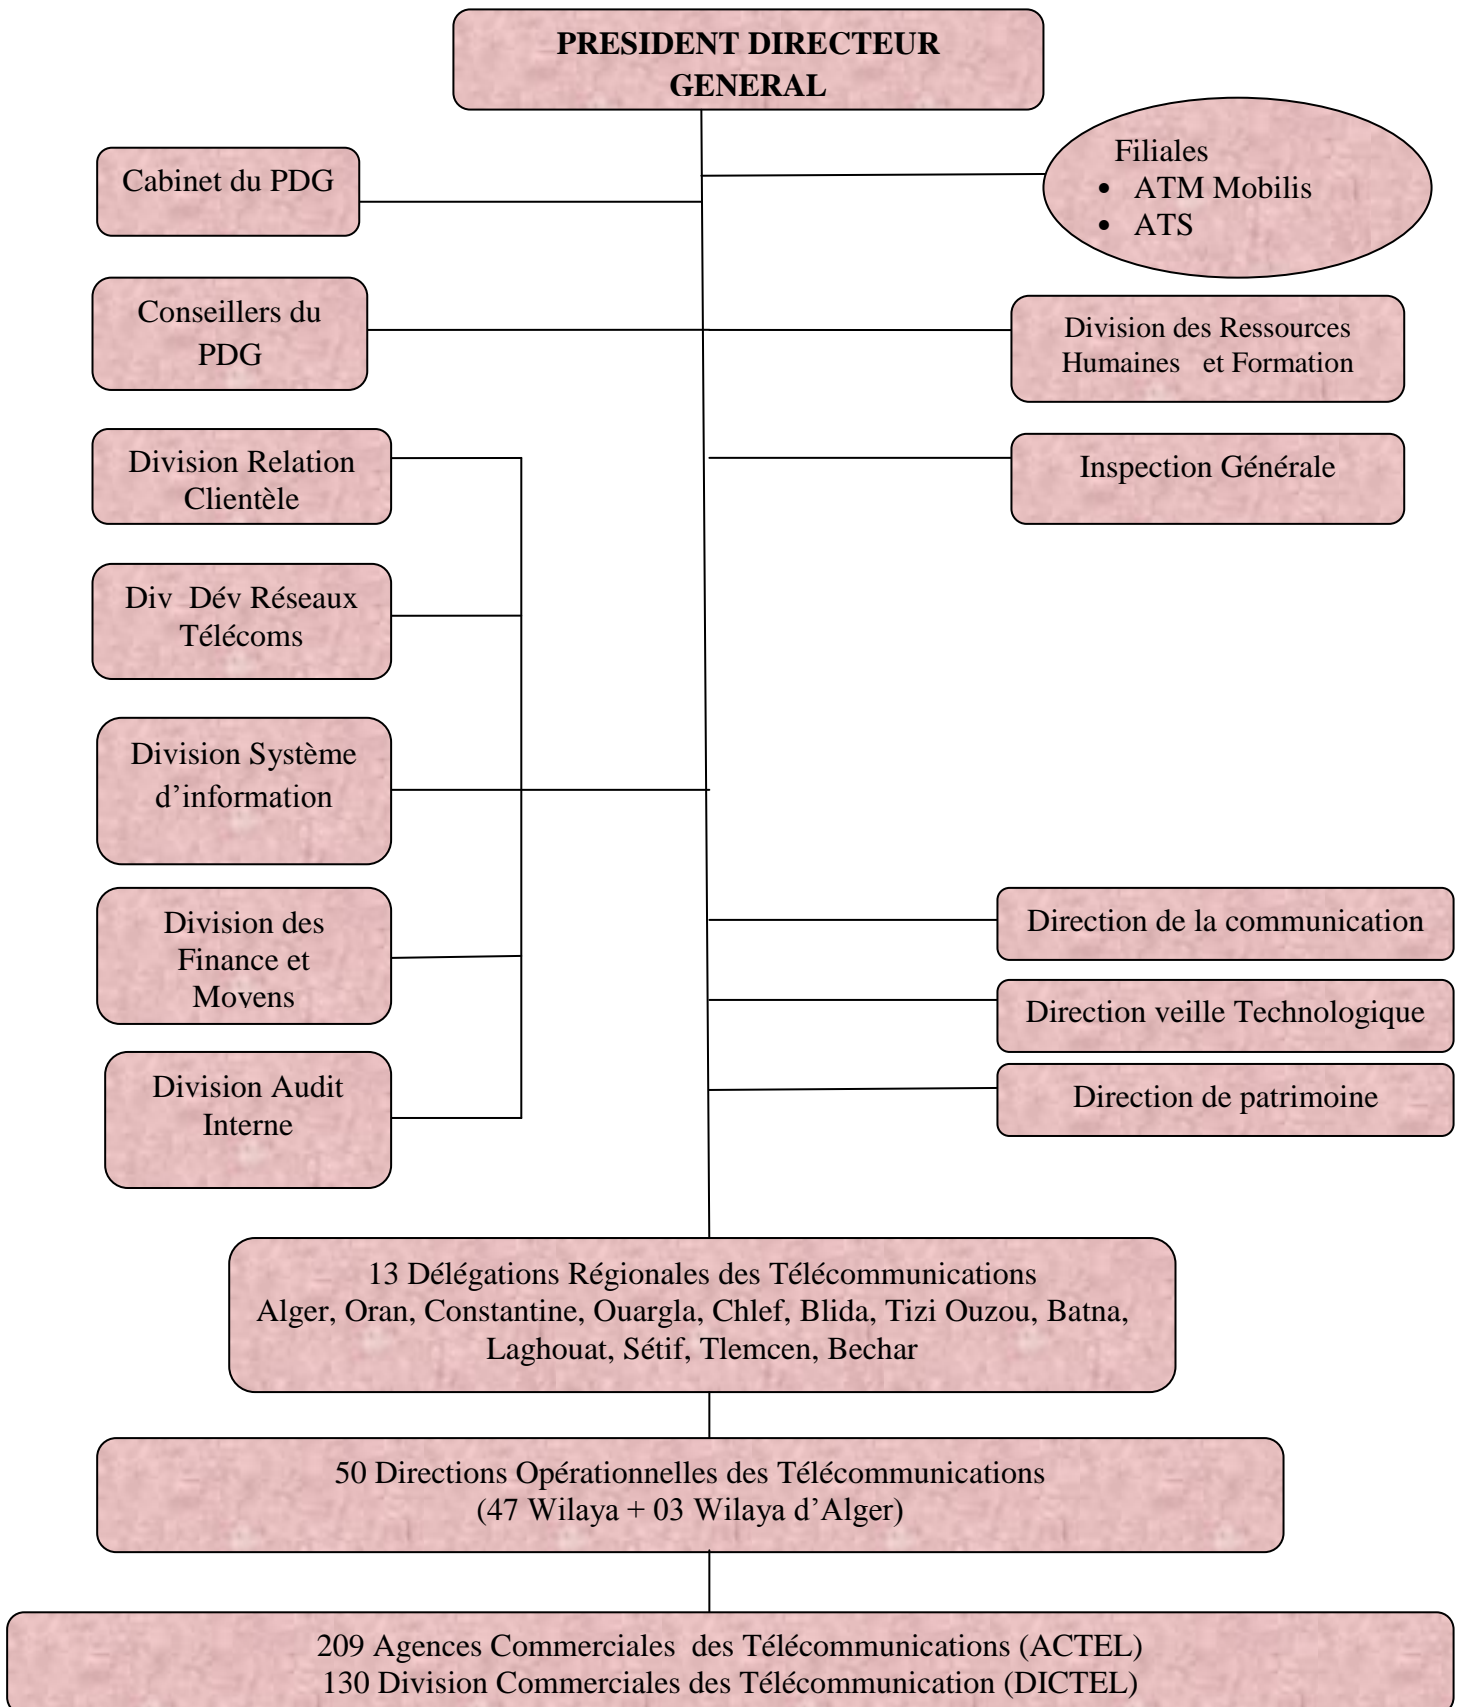 PRESIDENT DIRECTEUR
GENERAL
Cabinet du PDG
Filiales
• ATM Mobilis
• ATS
Conseillers du
PDG
Division des Ressources
Humaines et Formation
Division Relation
Clientèle
Inspection Générale
Div Dév Réseaux
Télécoms
Division Système
d’information
Division des
Finance et
Movens
Direction de la communication
Direction veille Technologique
Division Audit
Interne
Direction de patrimoine
13 Délégations Régionales des Télécommunications
Alger, Oran, Constantine, Ouargla, Chlef, Blida, Tizi Ouzou, Batna,
Laghouat, Sétif, Tlemcen, Bechar
50 Directions Opérationnelles des Télécommunications
(47 Wilaya + 03 Wilaya d’Alger)
209 Agences Commerciales des Télécommunications (ACTEL)
130 Division Commerciales des Télécommunication (DICTEL)